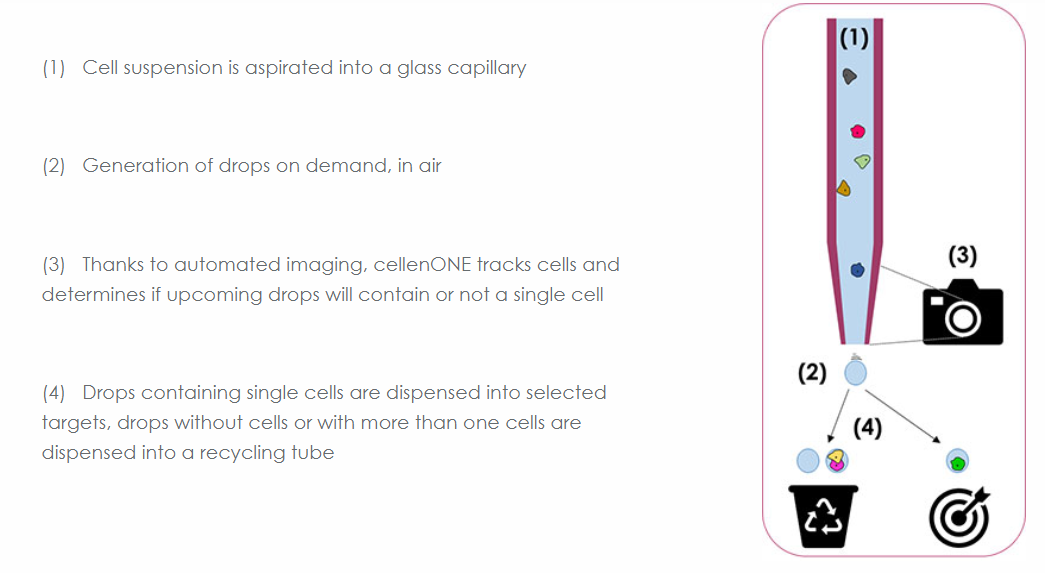 (1) Cell suspension is aspirated into a glass capillary
(2) Generation of drops on demand, in air
(3) Thanks to automated imaging, cellenONE tracks cells and
determines if upcoming drops will contain or not a single cell
(4) Drops containing single cells are dispensed into selected
targets, drops without cells or with more than one cells are
dispensed into a recycling tube
(1)
(3)
(2)
(4)